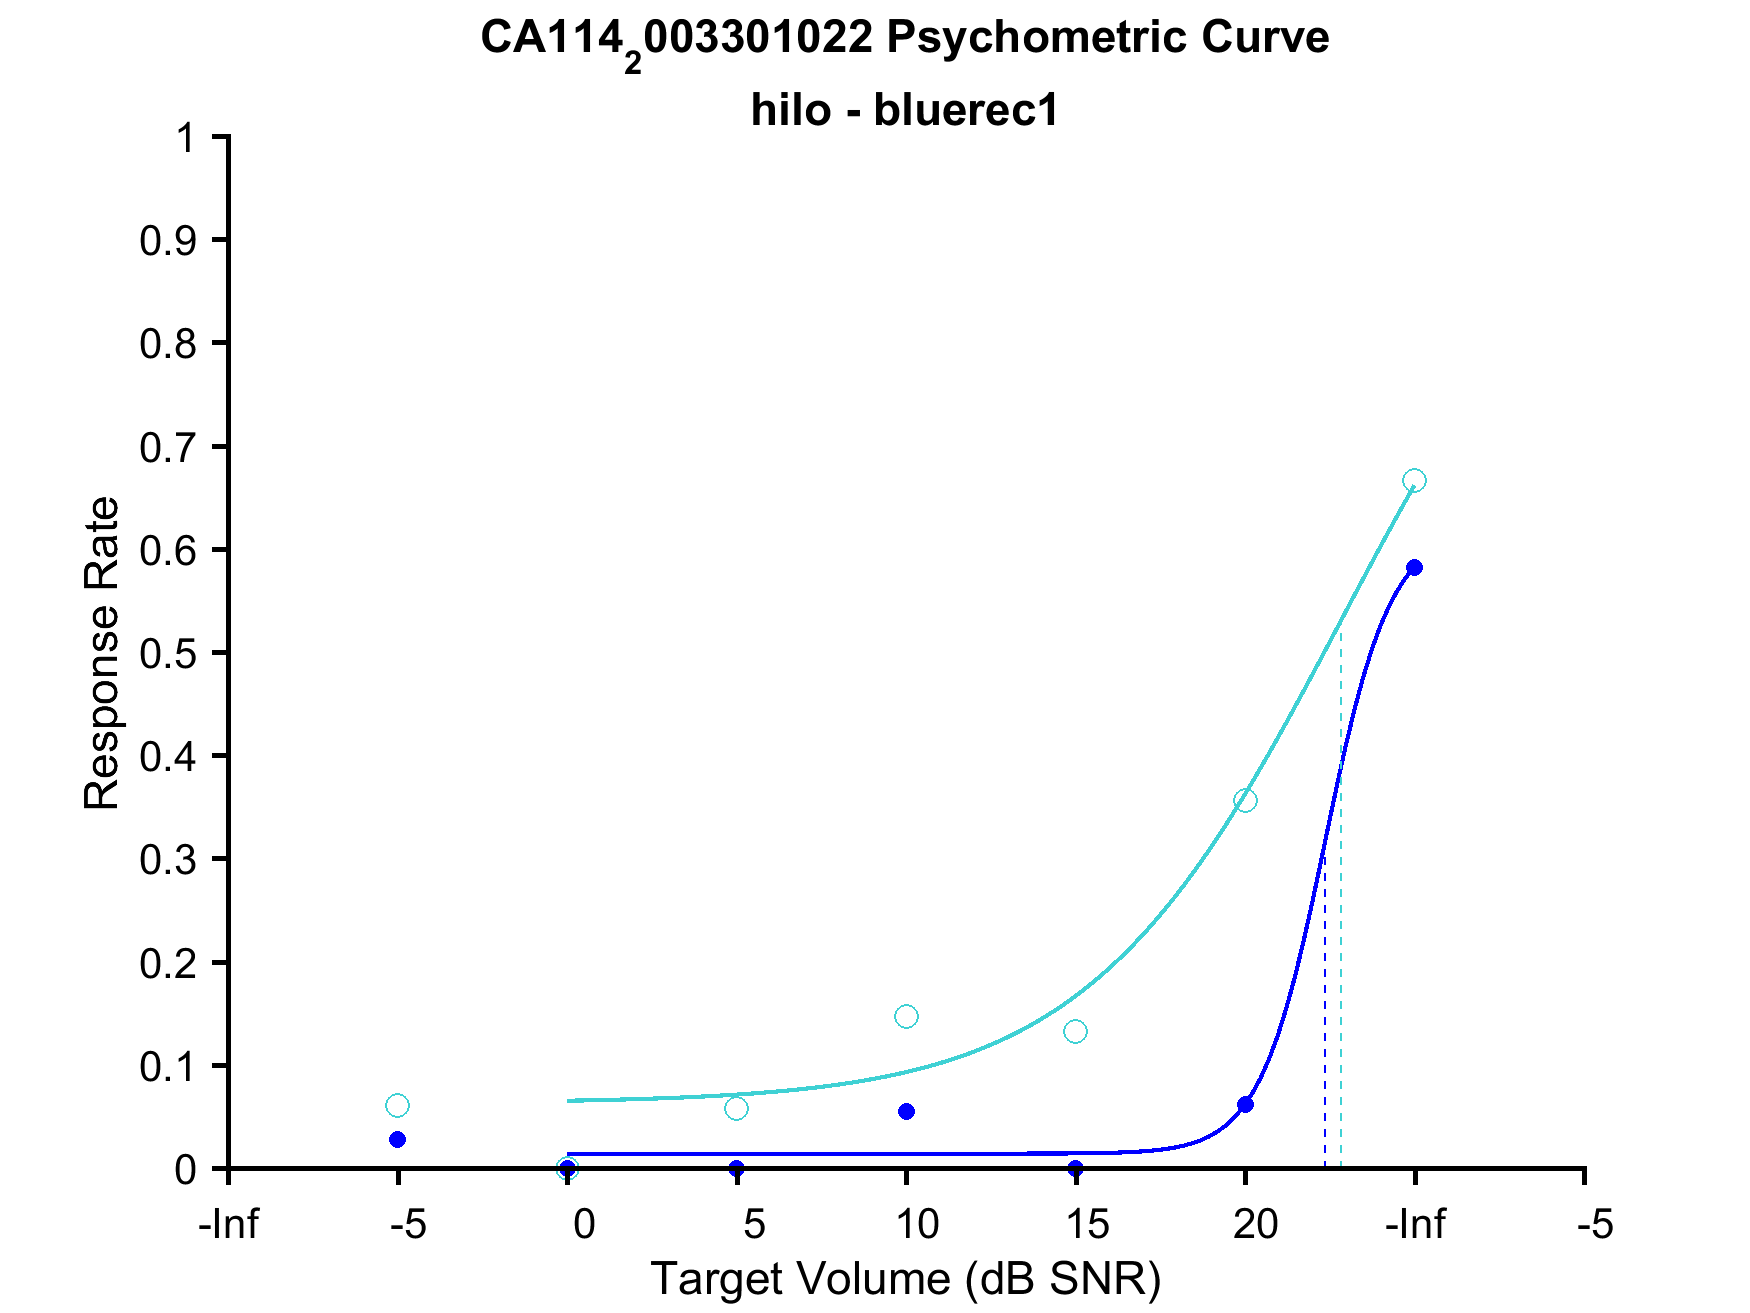 CA114₂003301022 Psychometric Curve
hilo - bluerec1
1
0.9
0.8
0.7
0.6
0.5
0.4
0.3
0.2
0.1
0
Response Rate
-Inf -5 0 5 10 15 20 -Inf -5
Target Volume (dB SNR)